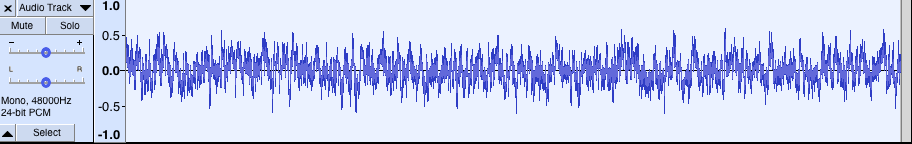 × Audio Track ▼
Mute Solo
− +
L R
Mono, 48000Hz
24-bit PCM
▲ Select
1.0
0.5
0.0
-0.5
-1.0